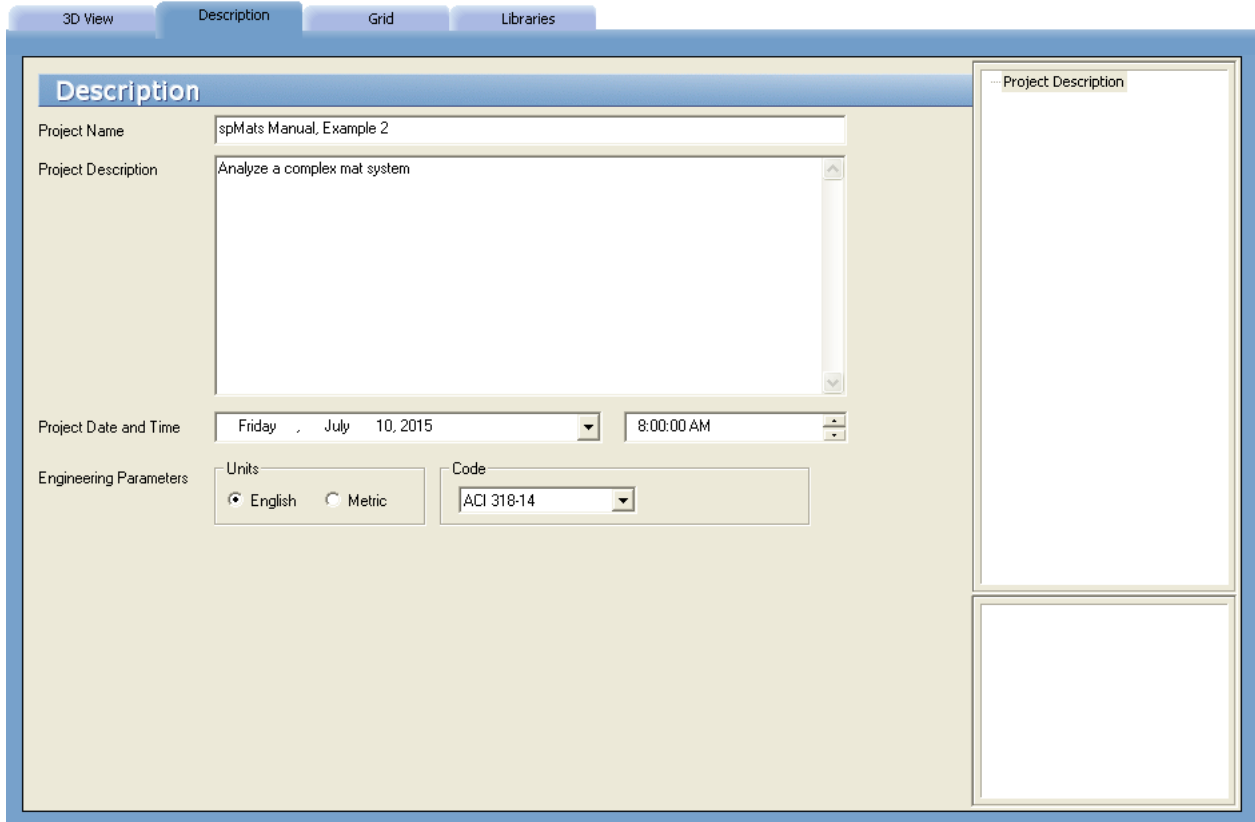 3D View Description Grid Libraries
Description
Project Description
Project Name spMats Manual, Example 2
Project Description Analyze a complex mat system
Project Date and Time Friday , July 10, 2015 8:00:00 AM
Engineering Parameters Units Code
English Metric ACI 318-14